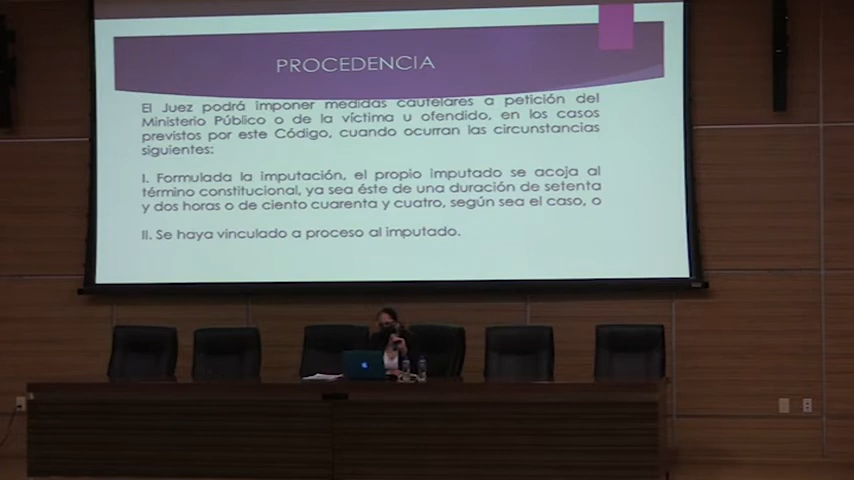 PROCEDENCIA
El Juez podrá imponer medidas cautelares a petición del
Ministerio Público o de la víctima u ofendido, en los casos
previstos por este Código, cuando ocurran las circunstancias
siguientes:
I. Formulada la imputación, el propio imputado se acoja al
término constitucional, ya sea éste de una duración de setenta
y dos horas o de ciento cuarenta y cuatro, según sea el caso, o
II. Se haya vinculado a proceso al imputado.